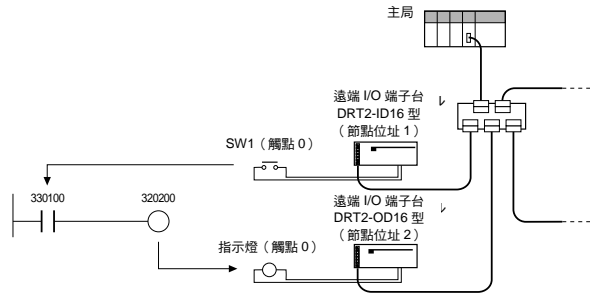 主局
遠端 I/O 端子台
DRT2-ID16 型
（節點位址 1）
SW1（觸點 0）
330100
320200
遠端 I/O 端子台
DRT2-OD16 型
（節點位址 2）
指示燈（觸點 0）